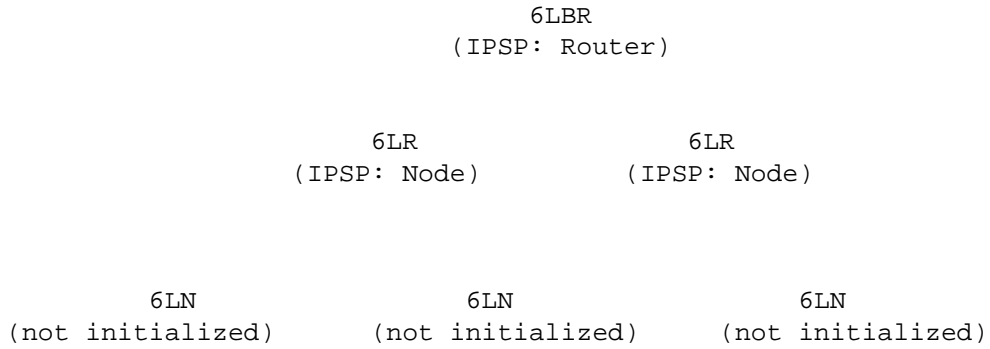 6LBR
(IPSP: Router)
6LR 6LR
(IPSP: Node) (IPSP: Node)
6LN 6LN 6LN
(not initialized) (not initialized) (not initialized)